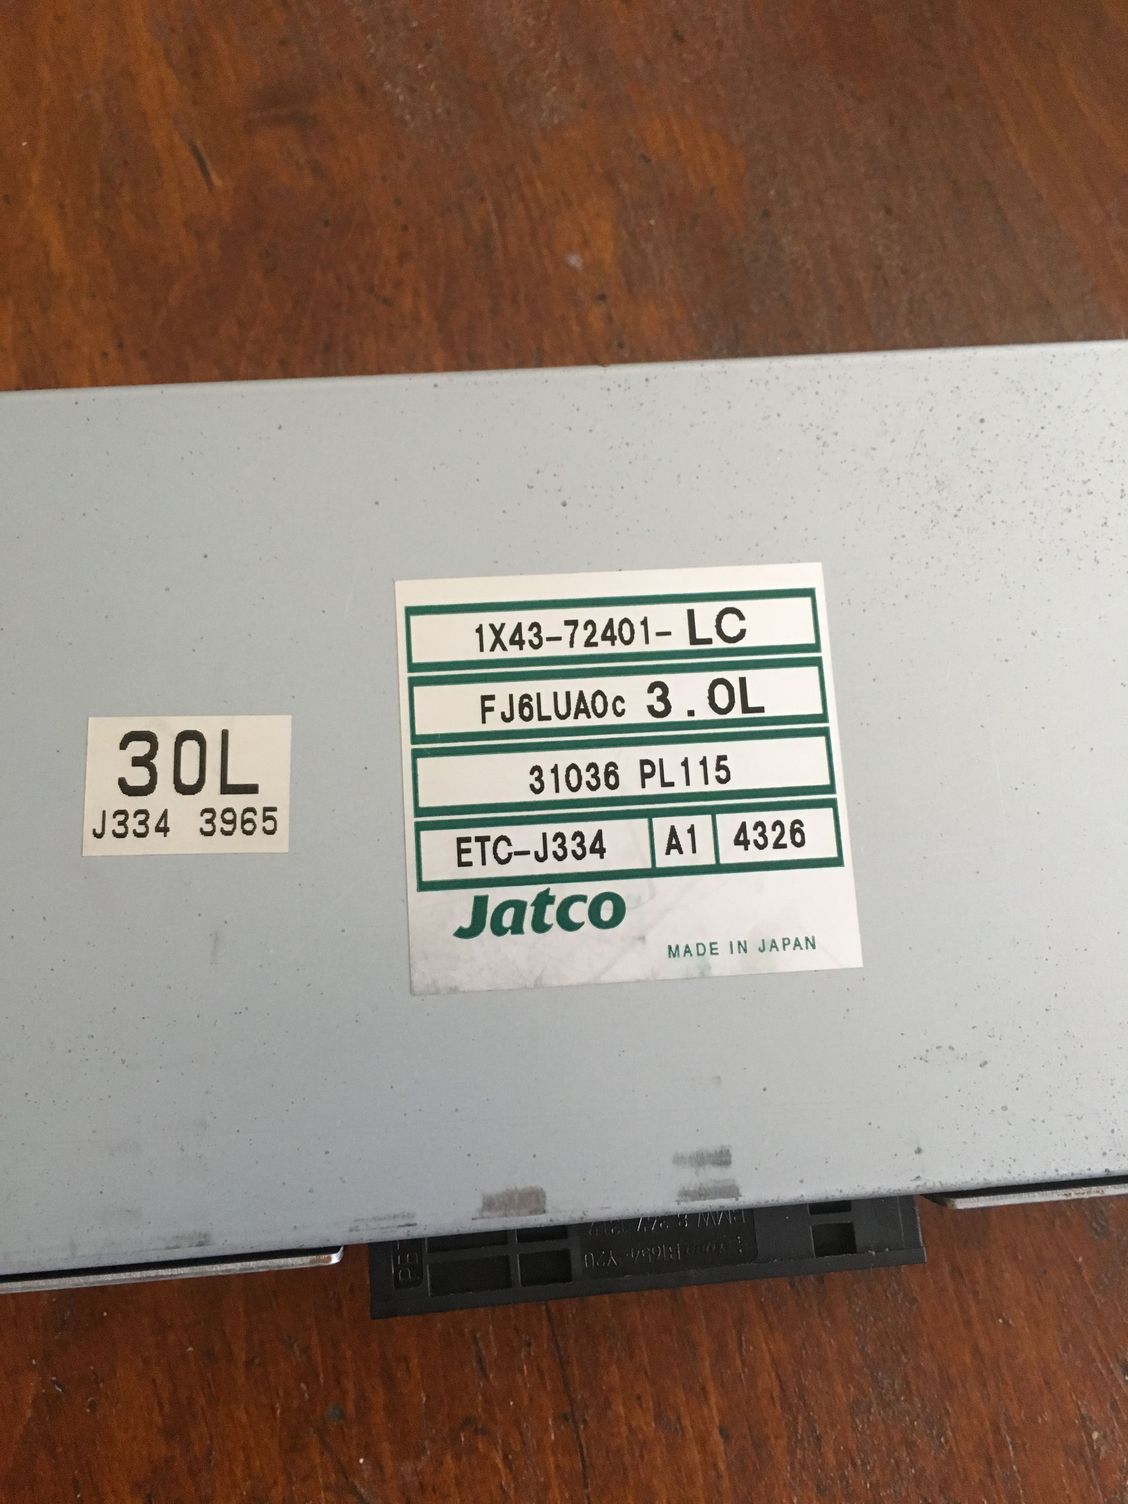 1X43-72401-LC
FJ6LUA0c 3.0L
31036 PL115
ETC-J334 A1 4326
Jatco
MADE IN JAPAN
30L
J334 3965